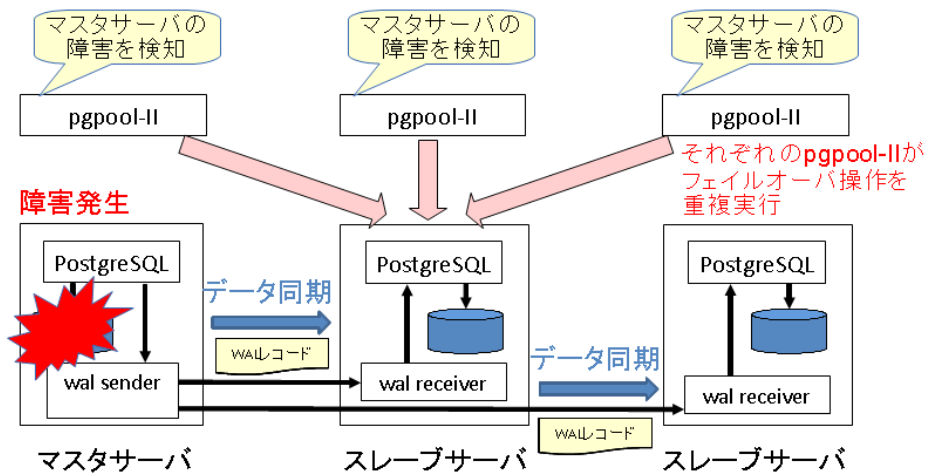 マスタサーバの
障害を検知
マスタサーバの
障害を検知
マスタサーバの
障害を検知
pgpool-II
pgpool-II
pgpool-II
それぞれのpgpool-IIが
フェイルオーバ操作を
重複実行
障害発生
PostgreSQL
PostgreSQL
PostgreSQL
データ同期
WALレコード
データ同期
wal sender
wal receiver
wal receiver
WALレコード
マスタサーバ
スレーブサーバ
スレーブサーバ